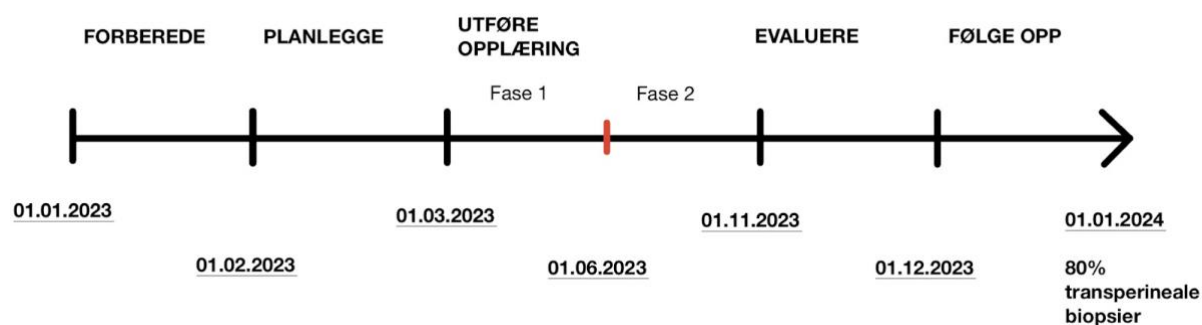 FORBEREDE
PLANLEGGE
UTFØRE
OPPLÆRING
EVALUERE
FØLGE OPP
Fase 1
Fase 2
01.01.2023
01.02.2023
01.03.2023
01.06.2023
01.11.2023
01.12.2023
01.01.2024
80%
transperineale
biopsier